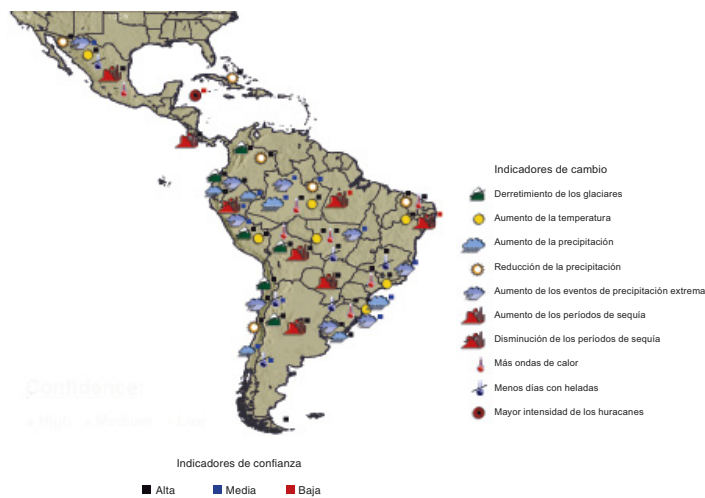 Indicadores de cambio
Derretimiento de los glaciares
Aumento de la temperatura
Aumento de la precipitación
Reducción de la precipitación
Aumento de los eventos de precipitación extrema
Aumento de los períodos de sequía
Disminución de los períodos de sequía
Más ondas de calor
Menos días con heladas
Mayor intensidad de los huracanes
Confidence:
Indicadores de confianza
Alta Media Baja